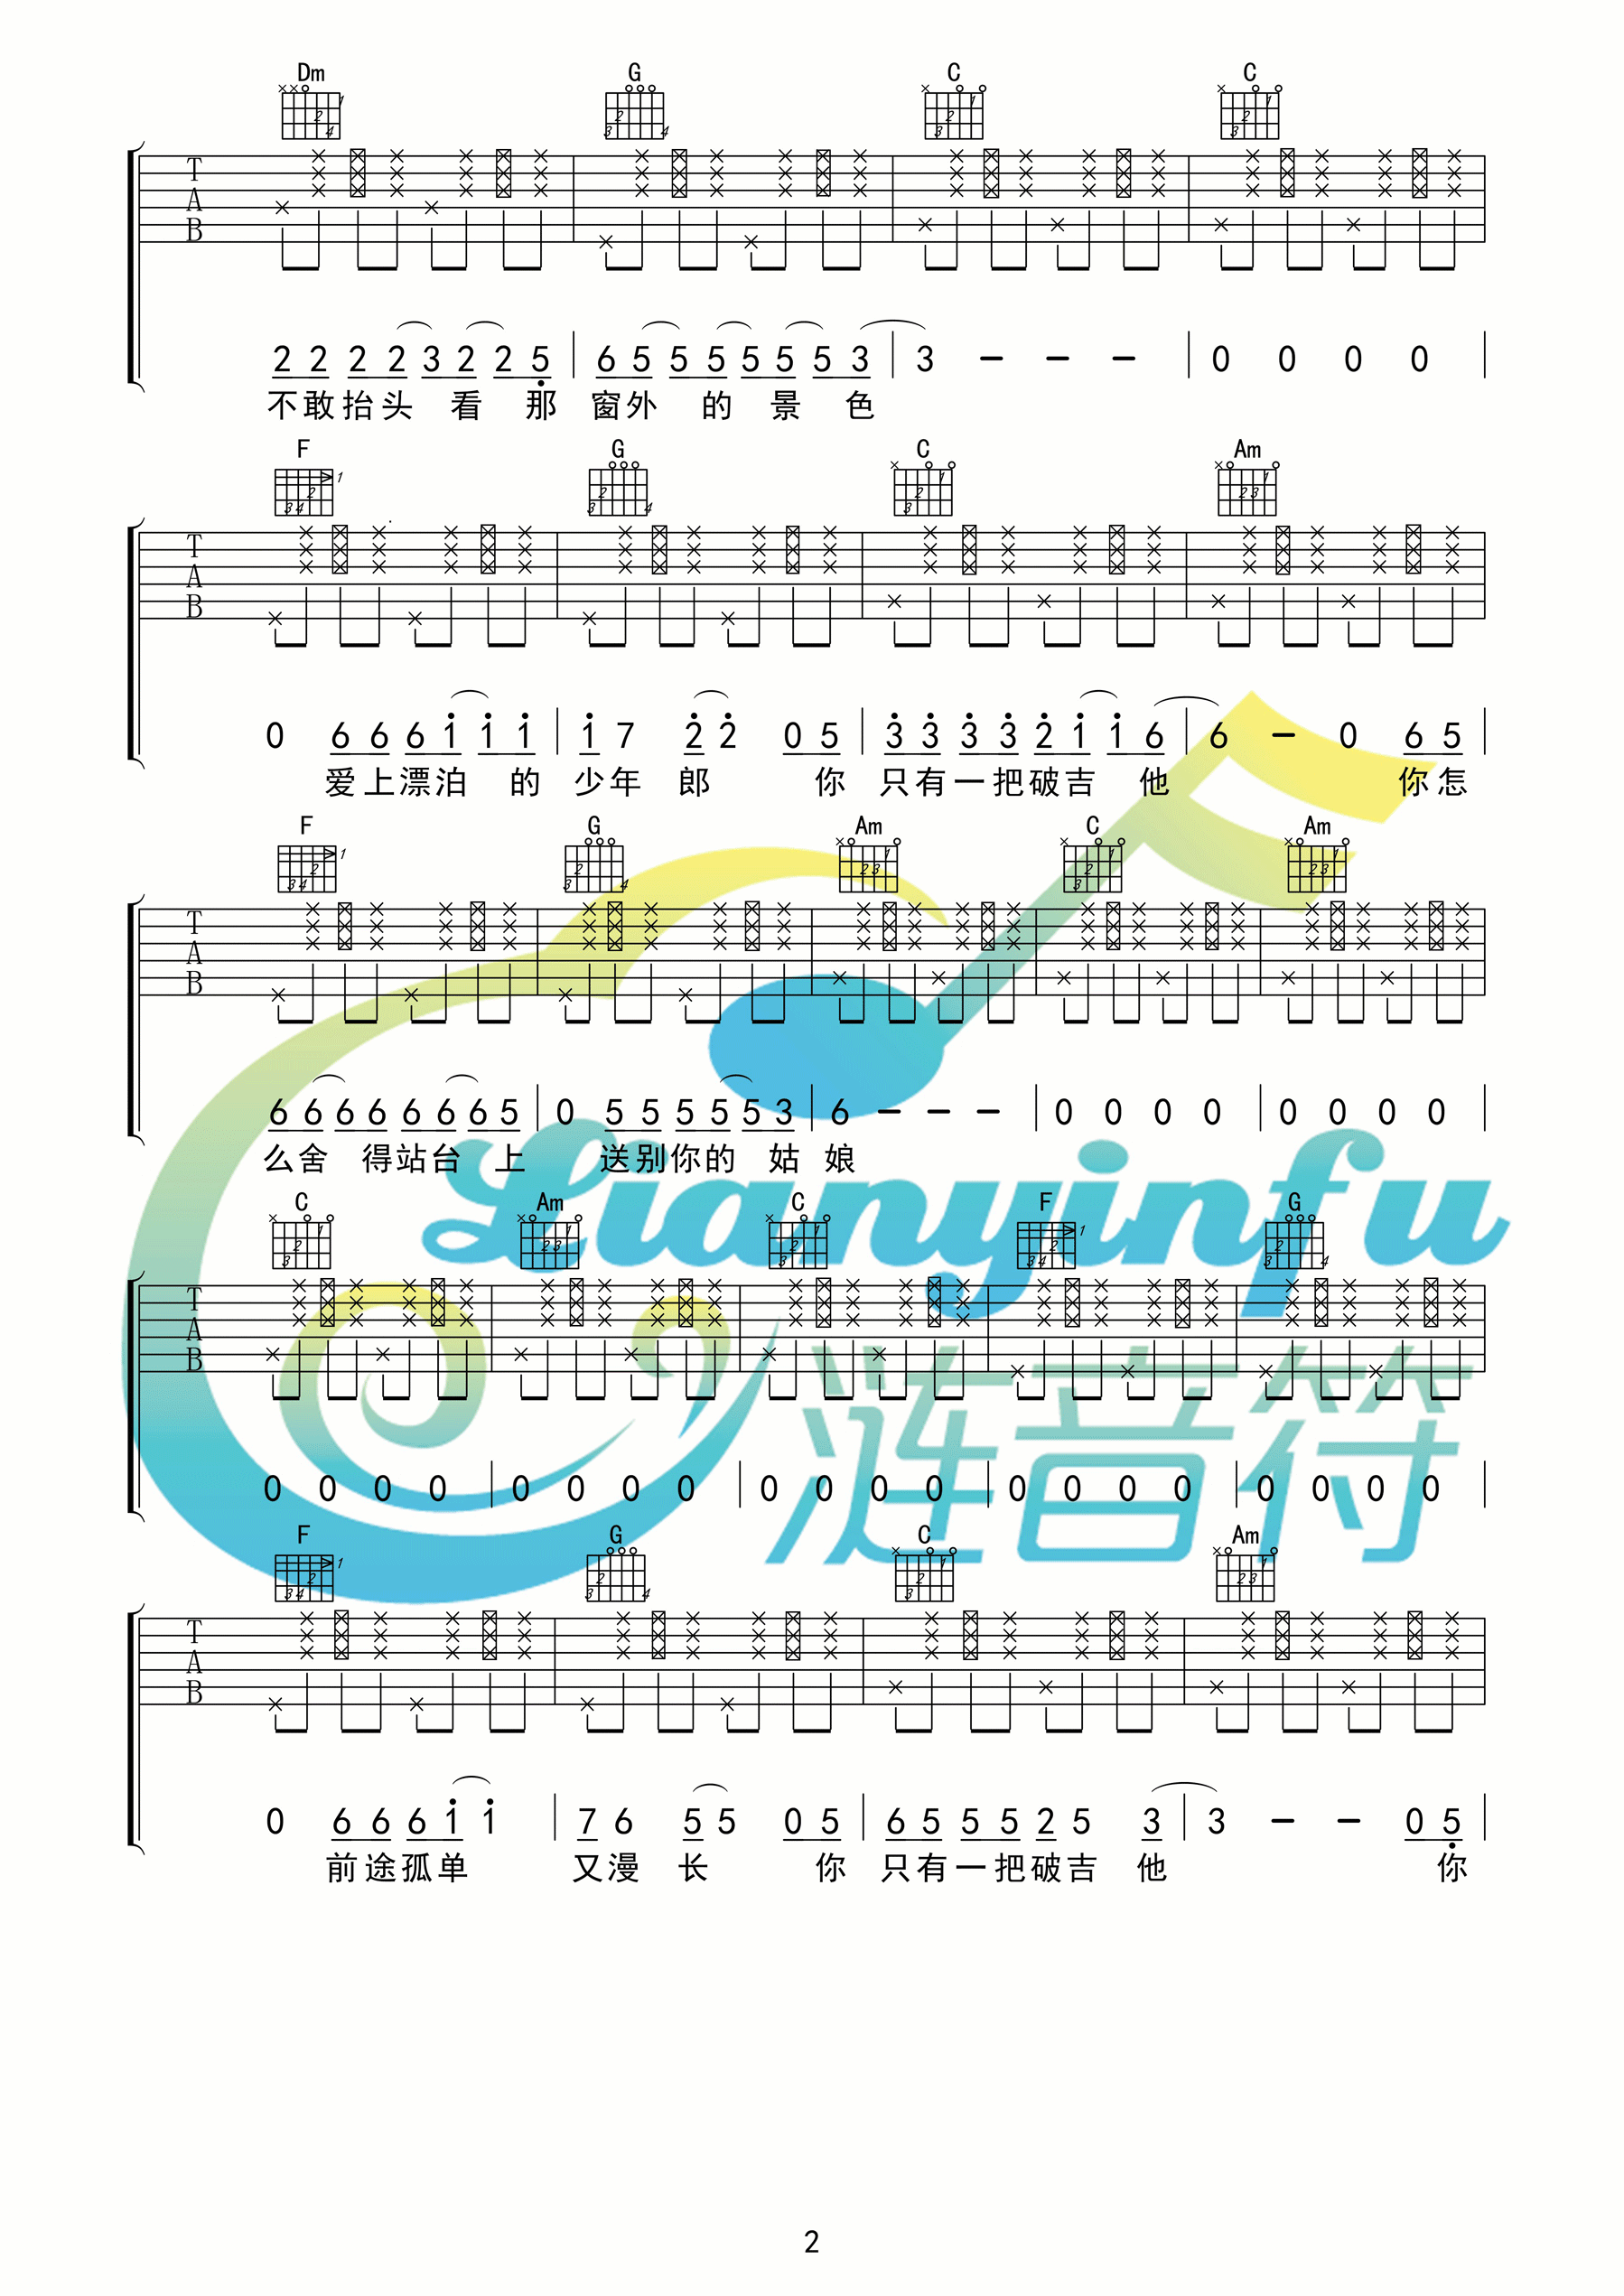 Dm G C C
T
A
B
2 2 2 2 3 2 2 5 6 5 5 5 5 5 5 3 3 - - - 0 0 0 0
不敢抬头 看 那 窗外 的 景 色
F G C Am
T
A
B
0 6 6 6 1 1 1 1 7 2 2 0 5 3 3 3 3 2 1 1 6 6 - 0 6 5
爱上漂泊 的 少年 郎 你 只有一把破吉 他 你怎
F G Am C Am
T
A
B
6 6 6 6 6 6 6 5 0 5 5 5 5 5 3 6 - - - 0 0 0 0 0 0 0 0
么舍 得站台 上 送别你的 姑 娘
Lianyinfu
C Am C F G
T
A
B
涟音符
0 0 0 0 0 0 0 0 0 0 0 0 0 0 0 0 0 0 0 0
F G C Am
T
A
B
0 6 6 6 1 1 7 6 5 5 0 5 6 5 5 5 2 5 3 3 - - 0 5
前途孤单 又漫 长 你 只有一把破吉 他 你
2